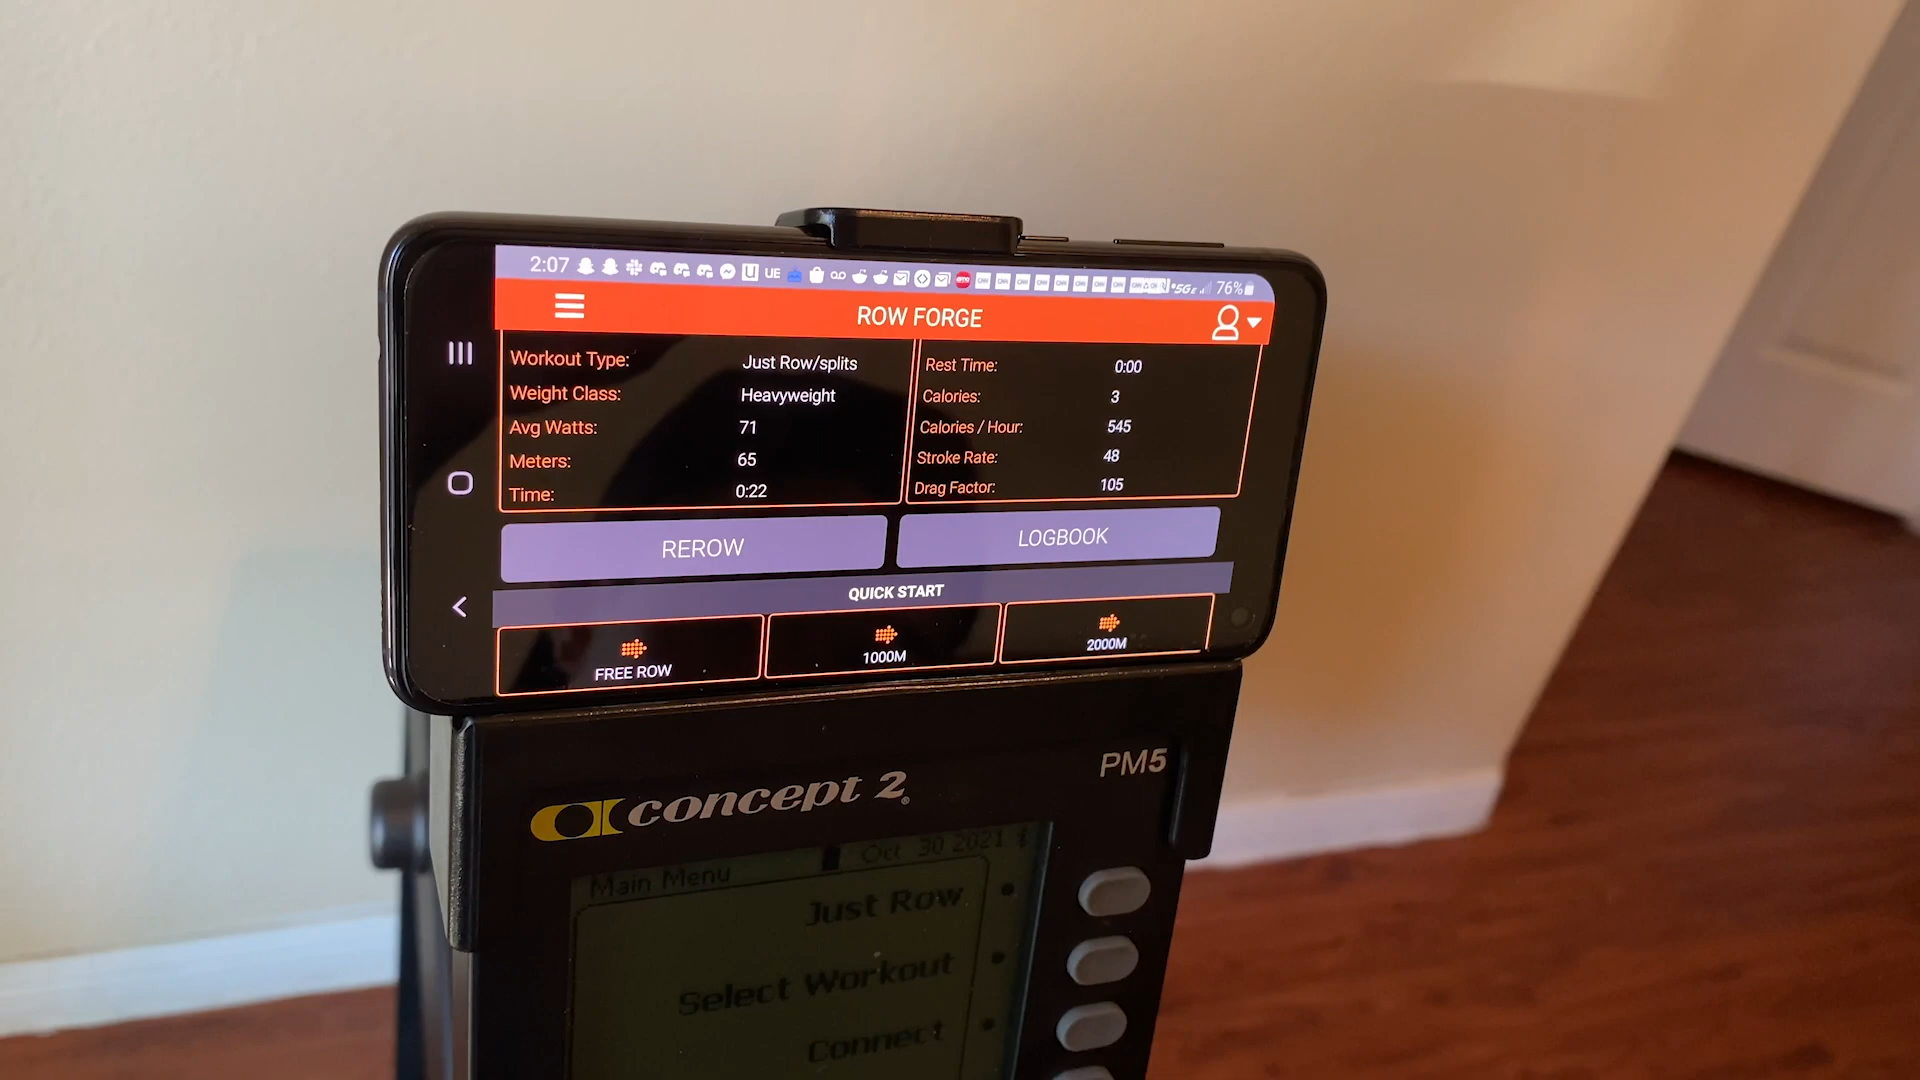 2:07 UE 5GE 76%
ROW FORGE
Workout Type: Just Row/splits
Weight Class: Heavyweight
Avg Watts: 71
Meters: 65
Time: 0:22
Rest Time: 0:00
Calories: 3
Calories / Hour: 545
Stroke Rate: 48
Drag Factor: 105
REROW
LOGBOOK
QUICK START
FREE ROW
1000M
2000M
PM5
concept 2®
Main Menu Oct 30 2021
Just Row
Select Workout
Connect